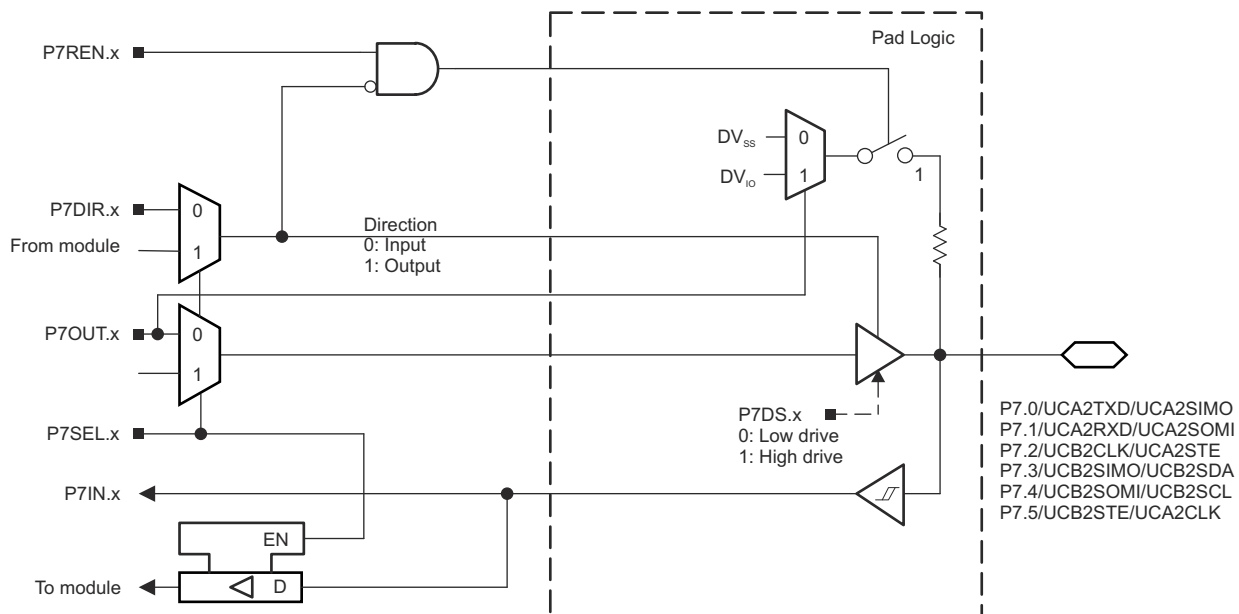 P7REN.x
Pad Logic
DVSS
0
DVIO
1
1
P7DIR.x
0
From module
1
Direction
0: Input
1: Output
P7OUT.x
0
1
P7DS.x
0: Low drive
1: High drive
P7SEL.x
P7IN.x
EN
To module
D
P7.0/UCA2TXD/UCA2SIMO
P7.1/UCA2RXD/UCA2SOMI
P7.2/UCB2CLK/UCA2STE
P7.3/UCB2SIMO/UCB2SDA
P7.4/UCB2SOMI/UCB2SCL
P7.5/UCB2STE/UCA2CLK